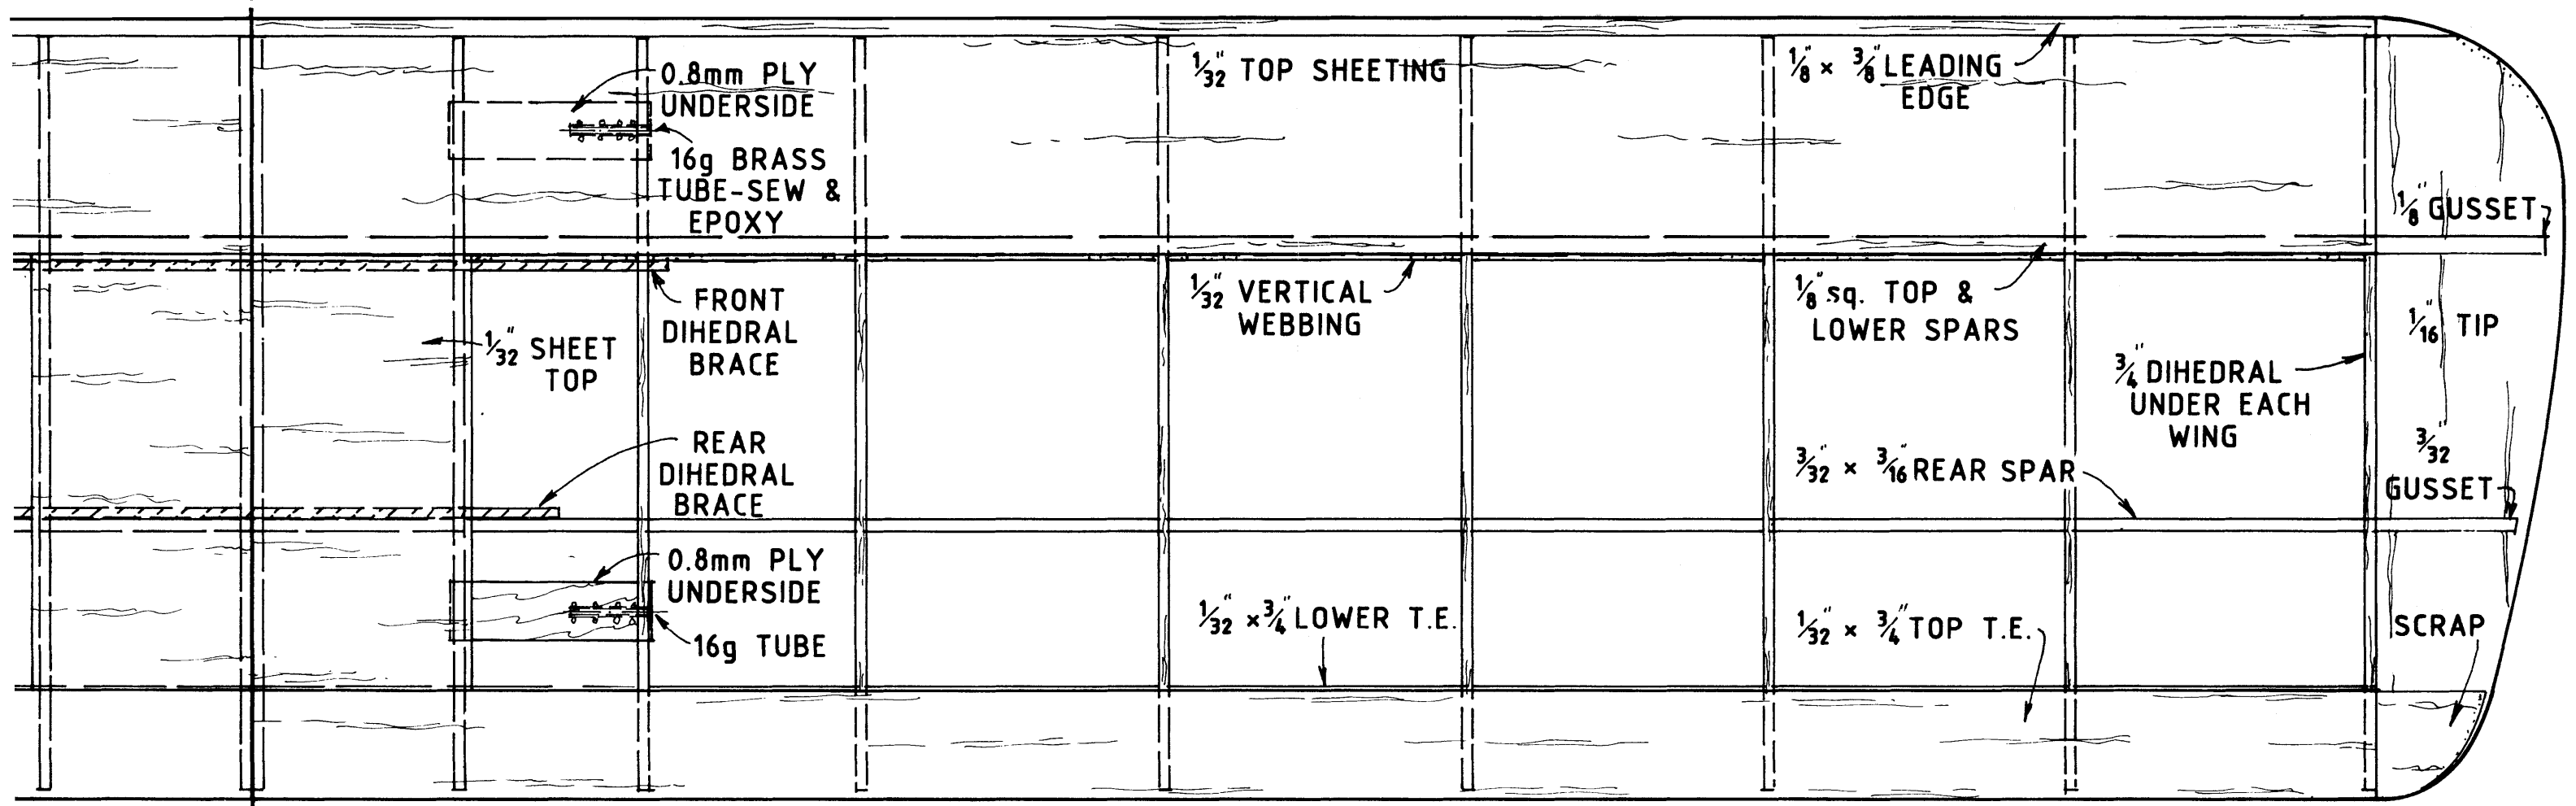 0.8mm PLY
UNDERSIDE
16g BRASS
TUBE-SEW &
EPOXY
1/32" TOP SHEETING
1/8" × 3/8" LEADING
EDGE
1/8" GUSSET
FRONT
DIHEDRAL
BRACE
1/32" SHEET
TOP
1/32" VERTICAL
WEBBING
1/8" sq. TOP &
LOWER SPARS
1/16" TIP
3/4" DIHEDRAL
UNDER EACH
WING
REAR
DIHEDRAL
BRACE
3/32" × 3/16" REAR SPAR
3/32"
GUSSET
0.8mm PLY
UNDERSIDE
16g TUBE
1/32" × 3/4" LOWER T.E.
1/32" × 3/4" TOP T.E.
SCRAP